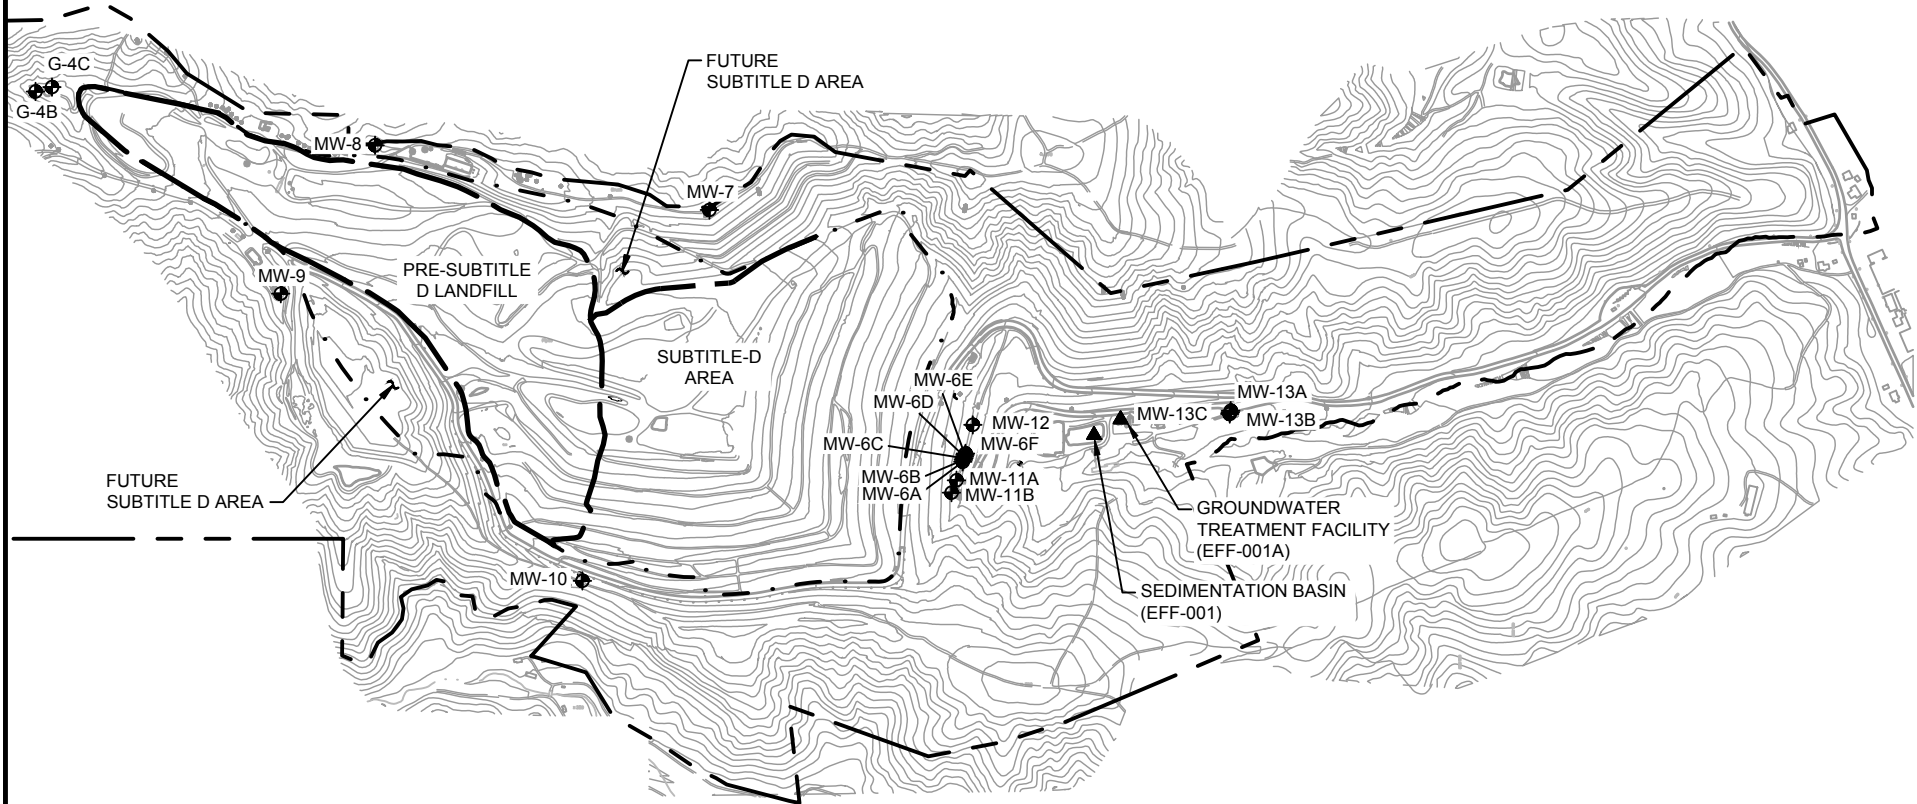 FUTURE
SUBTITLE D AREA
G-4C
G-4B
MW-8
MW-7
MW-9
PRE-SUBTITLE
D LANDFILL
SUBTITLE-D
AREA
MW-6E
MW-6D
MW-13A
MW-13C
MW-13B
MW-12
MW-6C
MW-6F
MW-6B
MW-11A
MW-6A
MW-11B
FUTURE
SUBTITLE D AREA
GROUNDWATER
TREATMENT FACILITY
(EFF-001A)
MW-10
SEDIMENTATION BASIN
(EFF-001)